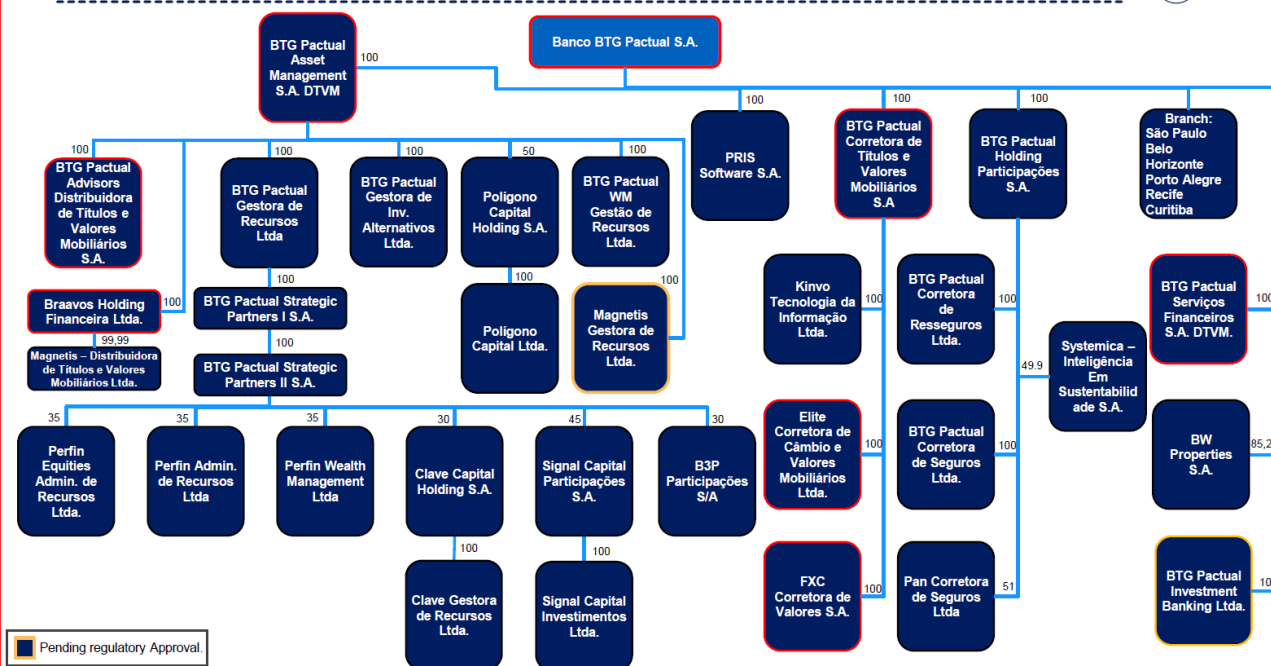 BTG Pactual
Asset
Management
S.A. DTVM
100
Banco BTG Pactual S.A.
100
100
100
PRIS
Software S.A.
BTG Pactual
Corretora de
Títulos e
Valores
Mobiliários
S.A
BTG Pactual
Holding
Participações
S.A.
Branch:
São Paulo
Belo
Horizonte
Porto Alegre
Recife
Curitiba
100
BTG Pactual
Advisors
Distribuidora
de Títulos e
Valores
Mobiliários
S.A.
100
BTG Pactual
Gestora de
Recursos
Ltda
100
BTG Pactual
Gestora de
Inv.
Alternativos
Ltda.
50
Polígono
Capital
Holding S.A.
100
BTG Pactual
WM
Gestão de
Recursos
Ltda.
Braavos Holding
Financeira Ltda.
100
99,99
Magnetis – Distribuidora
de Títulos e Valores
Mobiliários Ltda.
100
BTG Pactual Strategic
Partners I S.A.
100
BTG Pactual Strategic
Partners II S.A.
100
Polígono
Capital Ltda.
100
Magnetis
Gestora de
Recursos
Ltda.
Kinvo
Tecnologia da
Informação
Ltda.
100
BTG Pactual
Corretora
de
Resseguros
Ltda.
100
49.9
Systemica –
Inteligência
Em
Sustentabilid
ade S.A.
BTG Pactual
Serviços
Financeiros
S.A. DTVM.
100
35
Perfin
Equities
Admin. de
Recursos
Ltda.
35
Perfin Admin.
de Recursos
Ltda
35
Perfin Wealth
Management
Ltda
30
Clave Capital
Holding S.A.
45
Signal Capital
Participações
S.A.
30
B3P
Participações
S/A
Elite
Corretora de
Câmbio e
Valores
Mobiliários
Ltda.
100
BTG Pactual
Corretora
de Seguros
Ltda.
100
BW
Properties
S.A.
85,2
100
Clave Gestora
de Recursos
Ltda.
100
Signal Capital
Investimentos
Ltda.
FXC
Corretora de
Valores S.A.
100
Pan Corretora
de Seguros
Ltda
51
BTG Pactual
Investment
Banking Ltda.
10
Pending regulatory Approval.